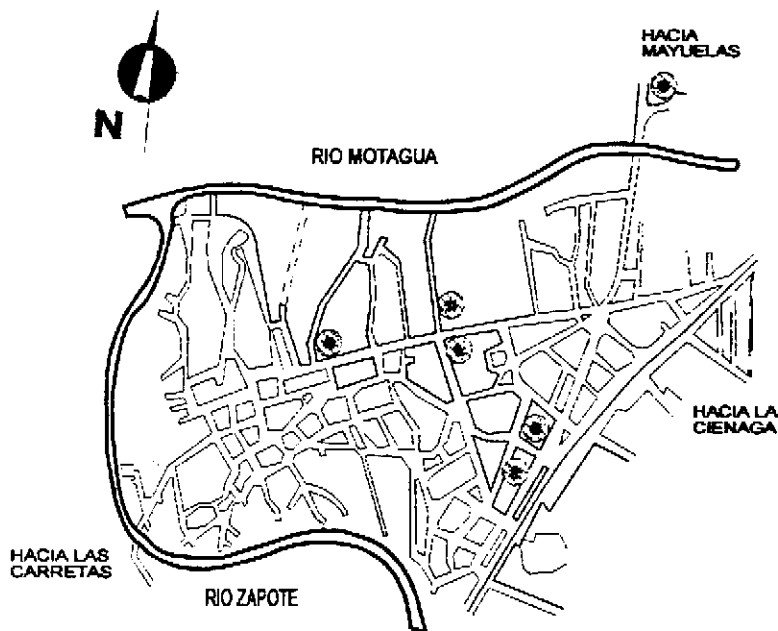 HACIA
MAYUELAS
N
RIO MOTAGUA
HACIA LA
CIENAGA
HACIA LAS
CARRETAS
RIO ZAPOTE